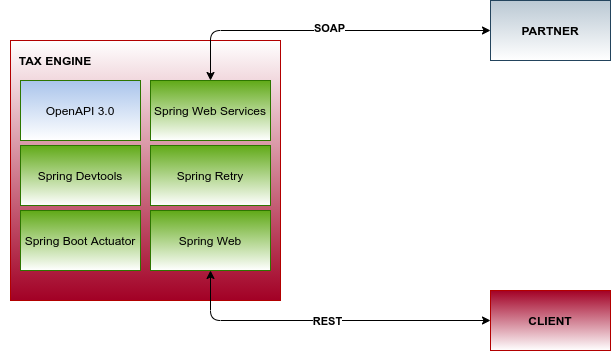 SOAP
PARTNER
TAX ENGINE
OpenAPI 3.0
Spring Web Services
Spring Devtools
Spring Retry
Spring Boot Actuator
Spring Web
REST
CLIENT